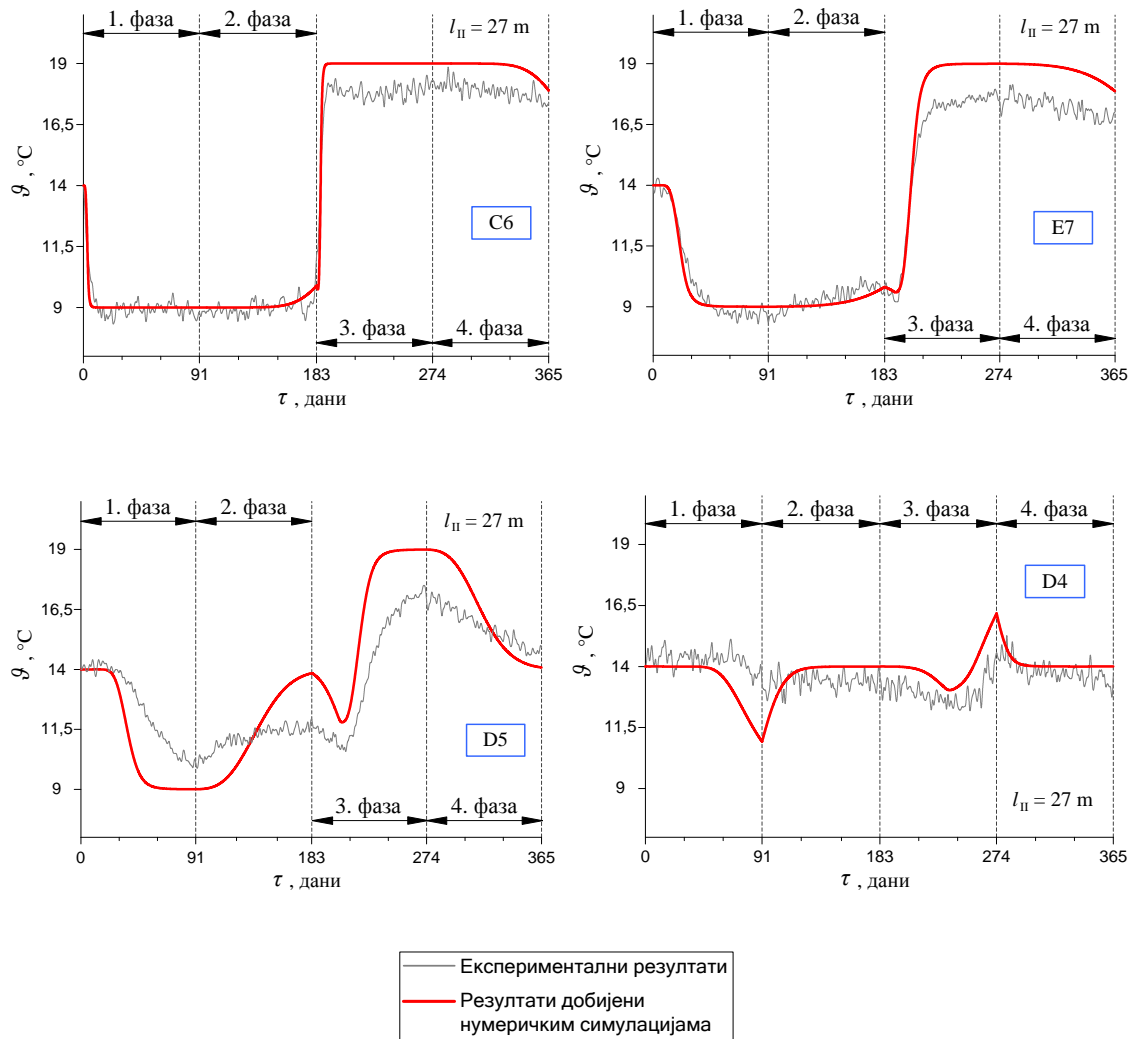 1. фаза 2. фаза l_II = 27 m
19
16,5
14
11,5
9
ϑ , °C
C6
3. фаза 4. фаза
0 91 183 274 365
τ , дани
1. фаза 2. фаза l_II = 27 m
19
16,5
14
11,5
9
ϑ , °C
E7
3. фаза 4. фаза
0 91 183 274 365
τ , дани
1. фаза 2. фаза l_II = 27 m
19
16,5
14
11,5
9
ϑ , °C
D5
3. фаза 4. фаза
0 91 183 274 365
τ , дани
1. фаза 2. фаза 3. фаза 4. фаза
19
16,5
14
11,5
9
ϑ , °C
D4
l_II = 27 m
0 91 183 274 365
τ , дани
Експериментални резултати
Резултати добијени
нумеричким симулацијама